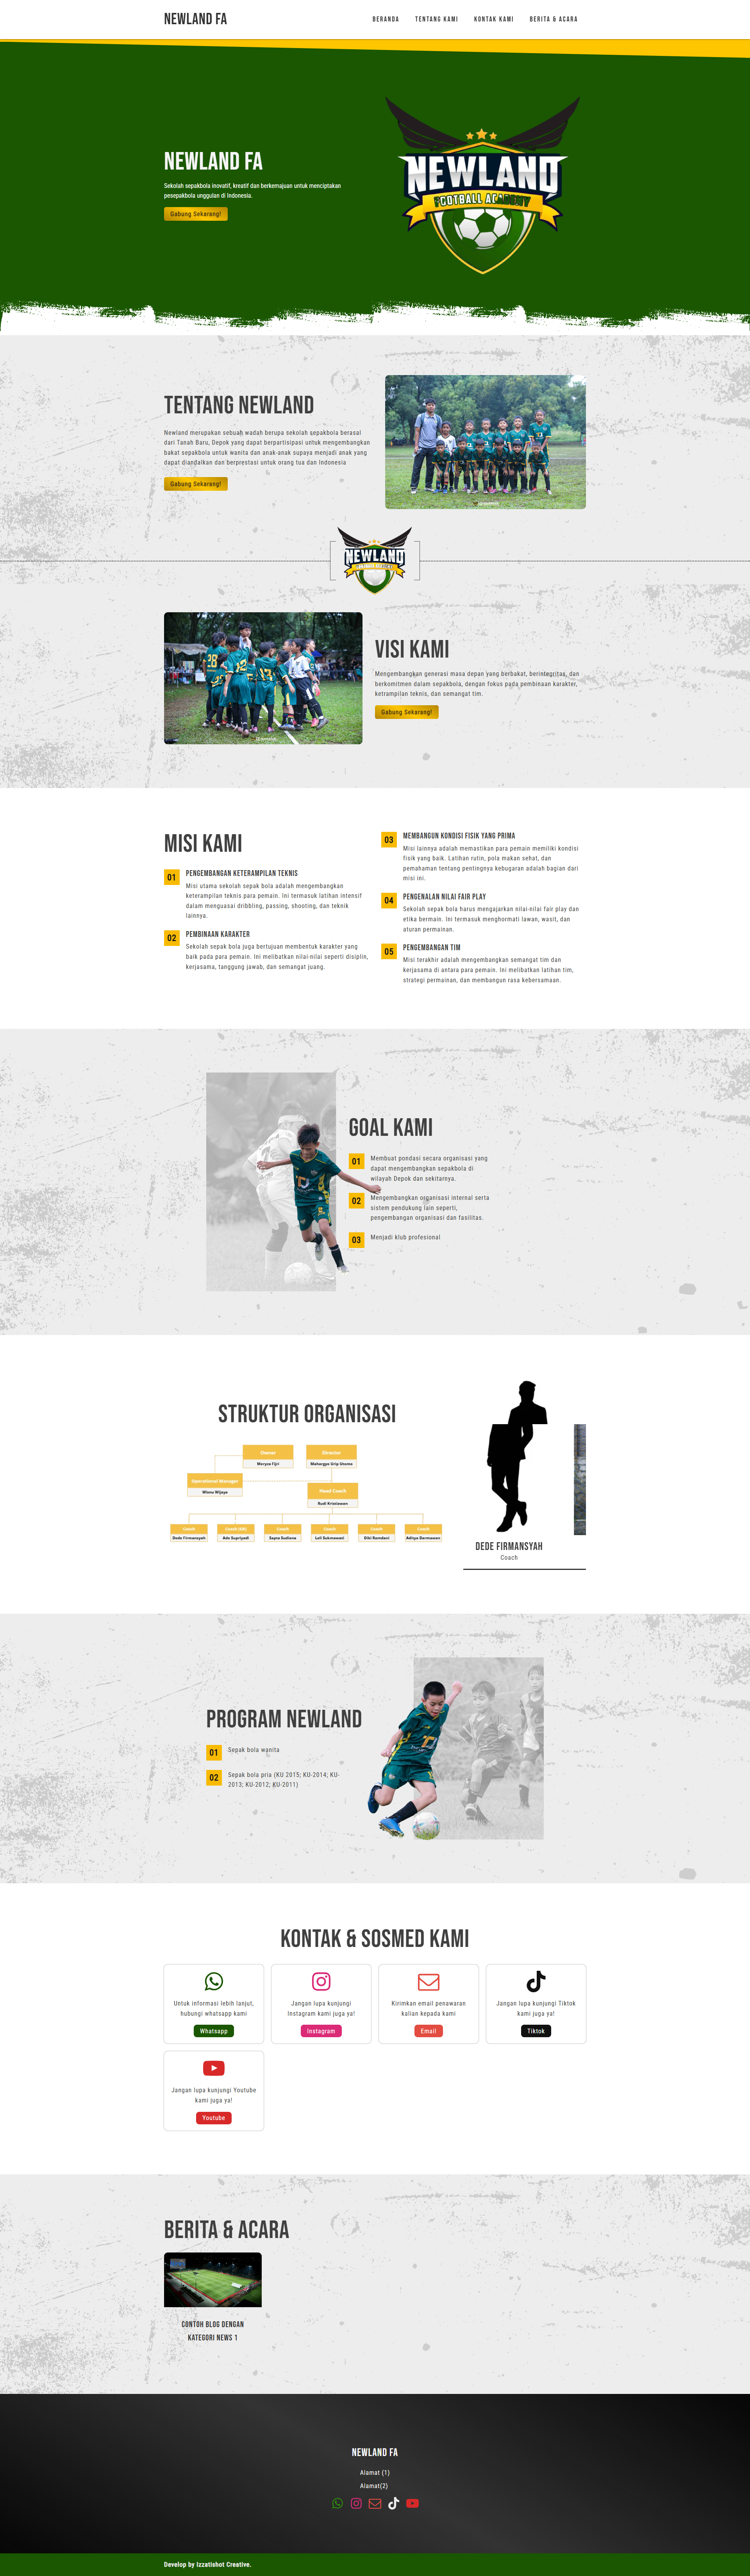 NEWLAND FA
BERANDA
TENTANG KAMI
KONTAK KAMI
BERITA & ACARA
NEWLAND FA
Sekolah sepakbola inovatif, kreatif dan berkemajuan untuk menciptakan
pesepakbola unggulan di Indonesia.
Gabung Sekarang!
NEWLAND
FOOTBALL ACADEMY
TENTANG NEWLAND
Newland merupakan sebuah wadah berupa sekolah sepakbola berasal
dari Tanah Baru, Depok yang dapat berpartisipasi untuk mengembangkan
bakat sepakbola untuk wanita dan anak-anak supaya menjadi anak yang
dapat diandalkan dan berpestasi untuk orang tua dan Indonesia
Gabung Sekarang!
NEWLAND
VISI KAMI
Mengembangkan generasi masa depan yang berbakat, berintegritas, dan
berkomitmen dalam sepakbola, dengan fokus pada pembinaan karakter,
ketrampilan teknis, dan semangat tim.
Gabung Sekarang!
MISI KAMI
01
PENGEMBANGAN KETERAMPILAN TEKNIS
Misi utama sekolah sepak bola adalah mengembangkan
keterampilan teknis para pemain. Ini termasuk latihan intensif
dalam menguasai dribbling, passing, shooting, dan teknik
lainnya.
02
PEMBINAAN KARAKTER
Sekolah sepak bola juga bertujuan membentuk karakter yang
baik pada para pemain. Ini melibatkan nilai-nilai seperti disiplin,
kerjasama, tanggung jawab, dan semangat juang.
03
MEMBANGUN KONDISI FISIK YANG PRIMA
Misi lainnya adalah memastikan para pemain memiliki kondisi
fisik yang baik. Latihan rutin, pola makan sehat, dan
pemahaman tentang pentingnya kebugaran adalah bagian dari
misi ini.
04
PENGENALAN NILAI FAIR PLAY
Sekolah sepak bola harus mengajarkan nilai-nilai fair play dan
etika bermain. Ini termasuk menghormati lawan, wasit, dan
aturan permainan.
05
PENGEMBANGAN TIM
Misi terakhir adalah mengembangkan semangat tim dan
kerjasama di antara para pemain. Ini melibatkan latihan tim,
strategi permainan, dan membangun rasa kebersamaan.
GOAL KAMI
01
Membuat pondasi secara organisasi yang
dapat mengembangkan sepakbola di
wilayah Depok dan sekitarnya.
02
Mengembangkan organisasi internal serta
sistem pendukung lain seperti,
pengembangan organisasi dan fasilitas.
03
Menjadi klub profesional
STRUKTUR ORGANISASI
Owner
Director
Operational Manager
Wisnu Wijaya
Head Coach
Rudi Kristiawan
Coach
Coach
Coach
Coach
Coach
Dede Firmansyah
Ade Supriyadi
DEDE FIRMANSYAH
Coach
PROGRAM NEWLAND
01
Sepak bola wanita
02
Sepak bola pria (KU 2015; KU-2014; KU-
2013; KU-2012; KU-2011)
KONTAK & SOSMED KAMI
Untuk informasi lebih lanjut,
hubungi whatsapp kami
Whatsapp
Jangan lupa kunjungi
Instagram kami juga ya!
Instagram
Kirimkan email penawaran
kalian kepada kami
Email
Jangan lupa kunjungi Tiktok
kami juga ya!
Tiktok
Jangan lupa kunjungi Youtube
kami juga ya!
Youtube
BERITA & ACARA
CONTOH BLOG DENGAN
KATEGORI NEWS 1
NEWLAND FA
Alamat (1)
Alamat(2)
Develop by Izzatishot Creative.